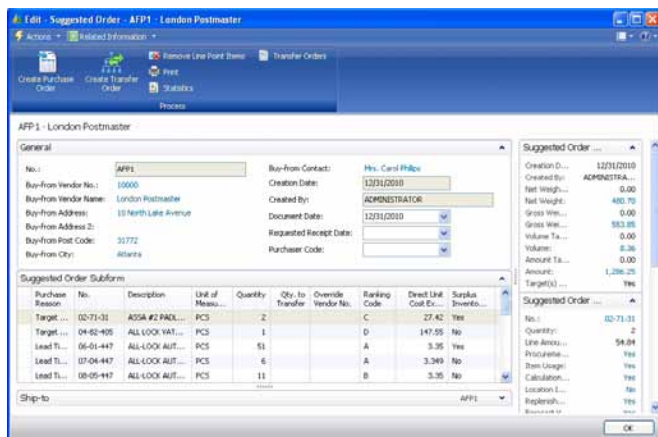 Edit - Suggested Order - AFP1 - London Postmaster
Actions Related Information
Create Purchase Order
Create Transfer Order
Remove Line Point Items
Print
Statistics
Transfer Orders
Process
AFP1 - London Postmaster
General
No.: AFP1
Buy-from Vendor No.: 10000
Buy-from Vendor Name: London Postmaster
Buy-from Address: 10 North Lake Avenue
Buy-from Address 2:
Buy-from Post Code: 31772
Buy-from City: Atlanta
Buy-from Contact: Mrs. Carol Philips
Creation Date: 12/31/2010
Created By: ADMINISTRATOR
Document Date: 12/31/2010
Requested Receipt Date:
Purchaser Code:
Suggested Order Subform
Purchase Reason No. Description Unit of Measu... Quantity Qty. to Transfer Override Vendor No. Ranking Code Direct Unit Cost Ex... Surplus Invento...
Target ... 02-71-31 ASSA #2 PADL... PCS 2 C 27.42 Yes
Target ... 04-82-405 ALL-LOCK VAT... PCS 1 D 147.55 No
Lead Ti... 06-01-447 ALL-LOCK AUT... PCS 51 A 3.35 Yes
Lead Ti... 07-04-447 ALL-LOCK AUT... PCS 6 A 3.349 No
Lead Ti... 08-05-447 ALL-LOCK AUT... PCS 11 B 3.35 No
Ship-to AFP1
Suggested Order ...
Creation D... 12/31/2010
Created By: ADMINISTRA...
Net Weigh... 0.00
Net Weight: 480.70
Gross Wei... 0.00
Gross Wei... 553.85
Volume Ta... 0.00
Volume: 8.36
Amount Ta... 0.00
Amount: 1,286.25
Target(s) ... Yes
Suggested Order ...
No.: 02-71-31
Quantity: 2
Line Amou... 54.84
Procureme... Yes
Item Usage: Yes
Calculation... Yes
Location I... No
Replenish... Yes
OK